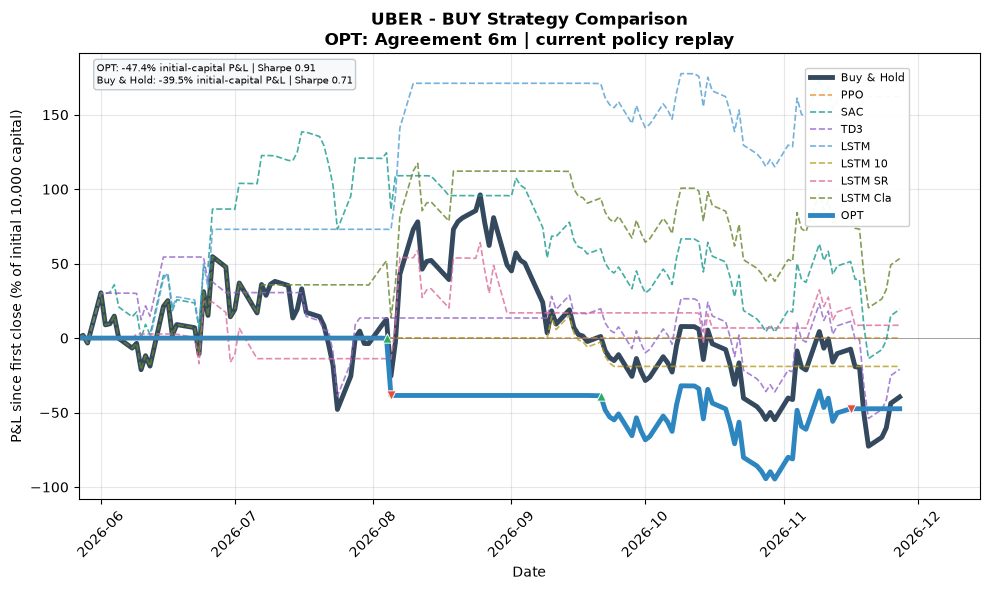 UBER - BUY Strategy Comparison
OPT: Agreement 6m | current policy replay
OPT: -47.4% initial-capital P&L | Sharpe 0.91
Buy & Hold: -39.5% initial-capital P&L | Sharpe 0.71
Buy & Hold
PPO
SAC
TD3
LSTM
LSTM 10
LSTM SR
LSTM Cla
OPT
P&L since first close (% of initial 10,000 capital)
150
100
50
0
−50
−100
2026-06
2026-07
2026-08
2026-09
2026-10
2026-11
2026-12
Date